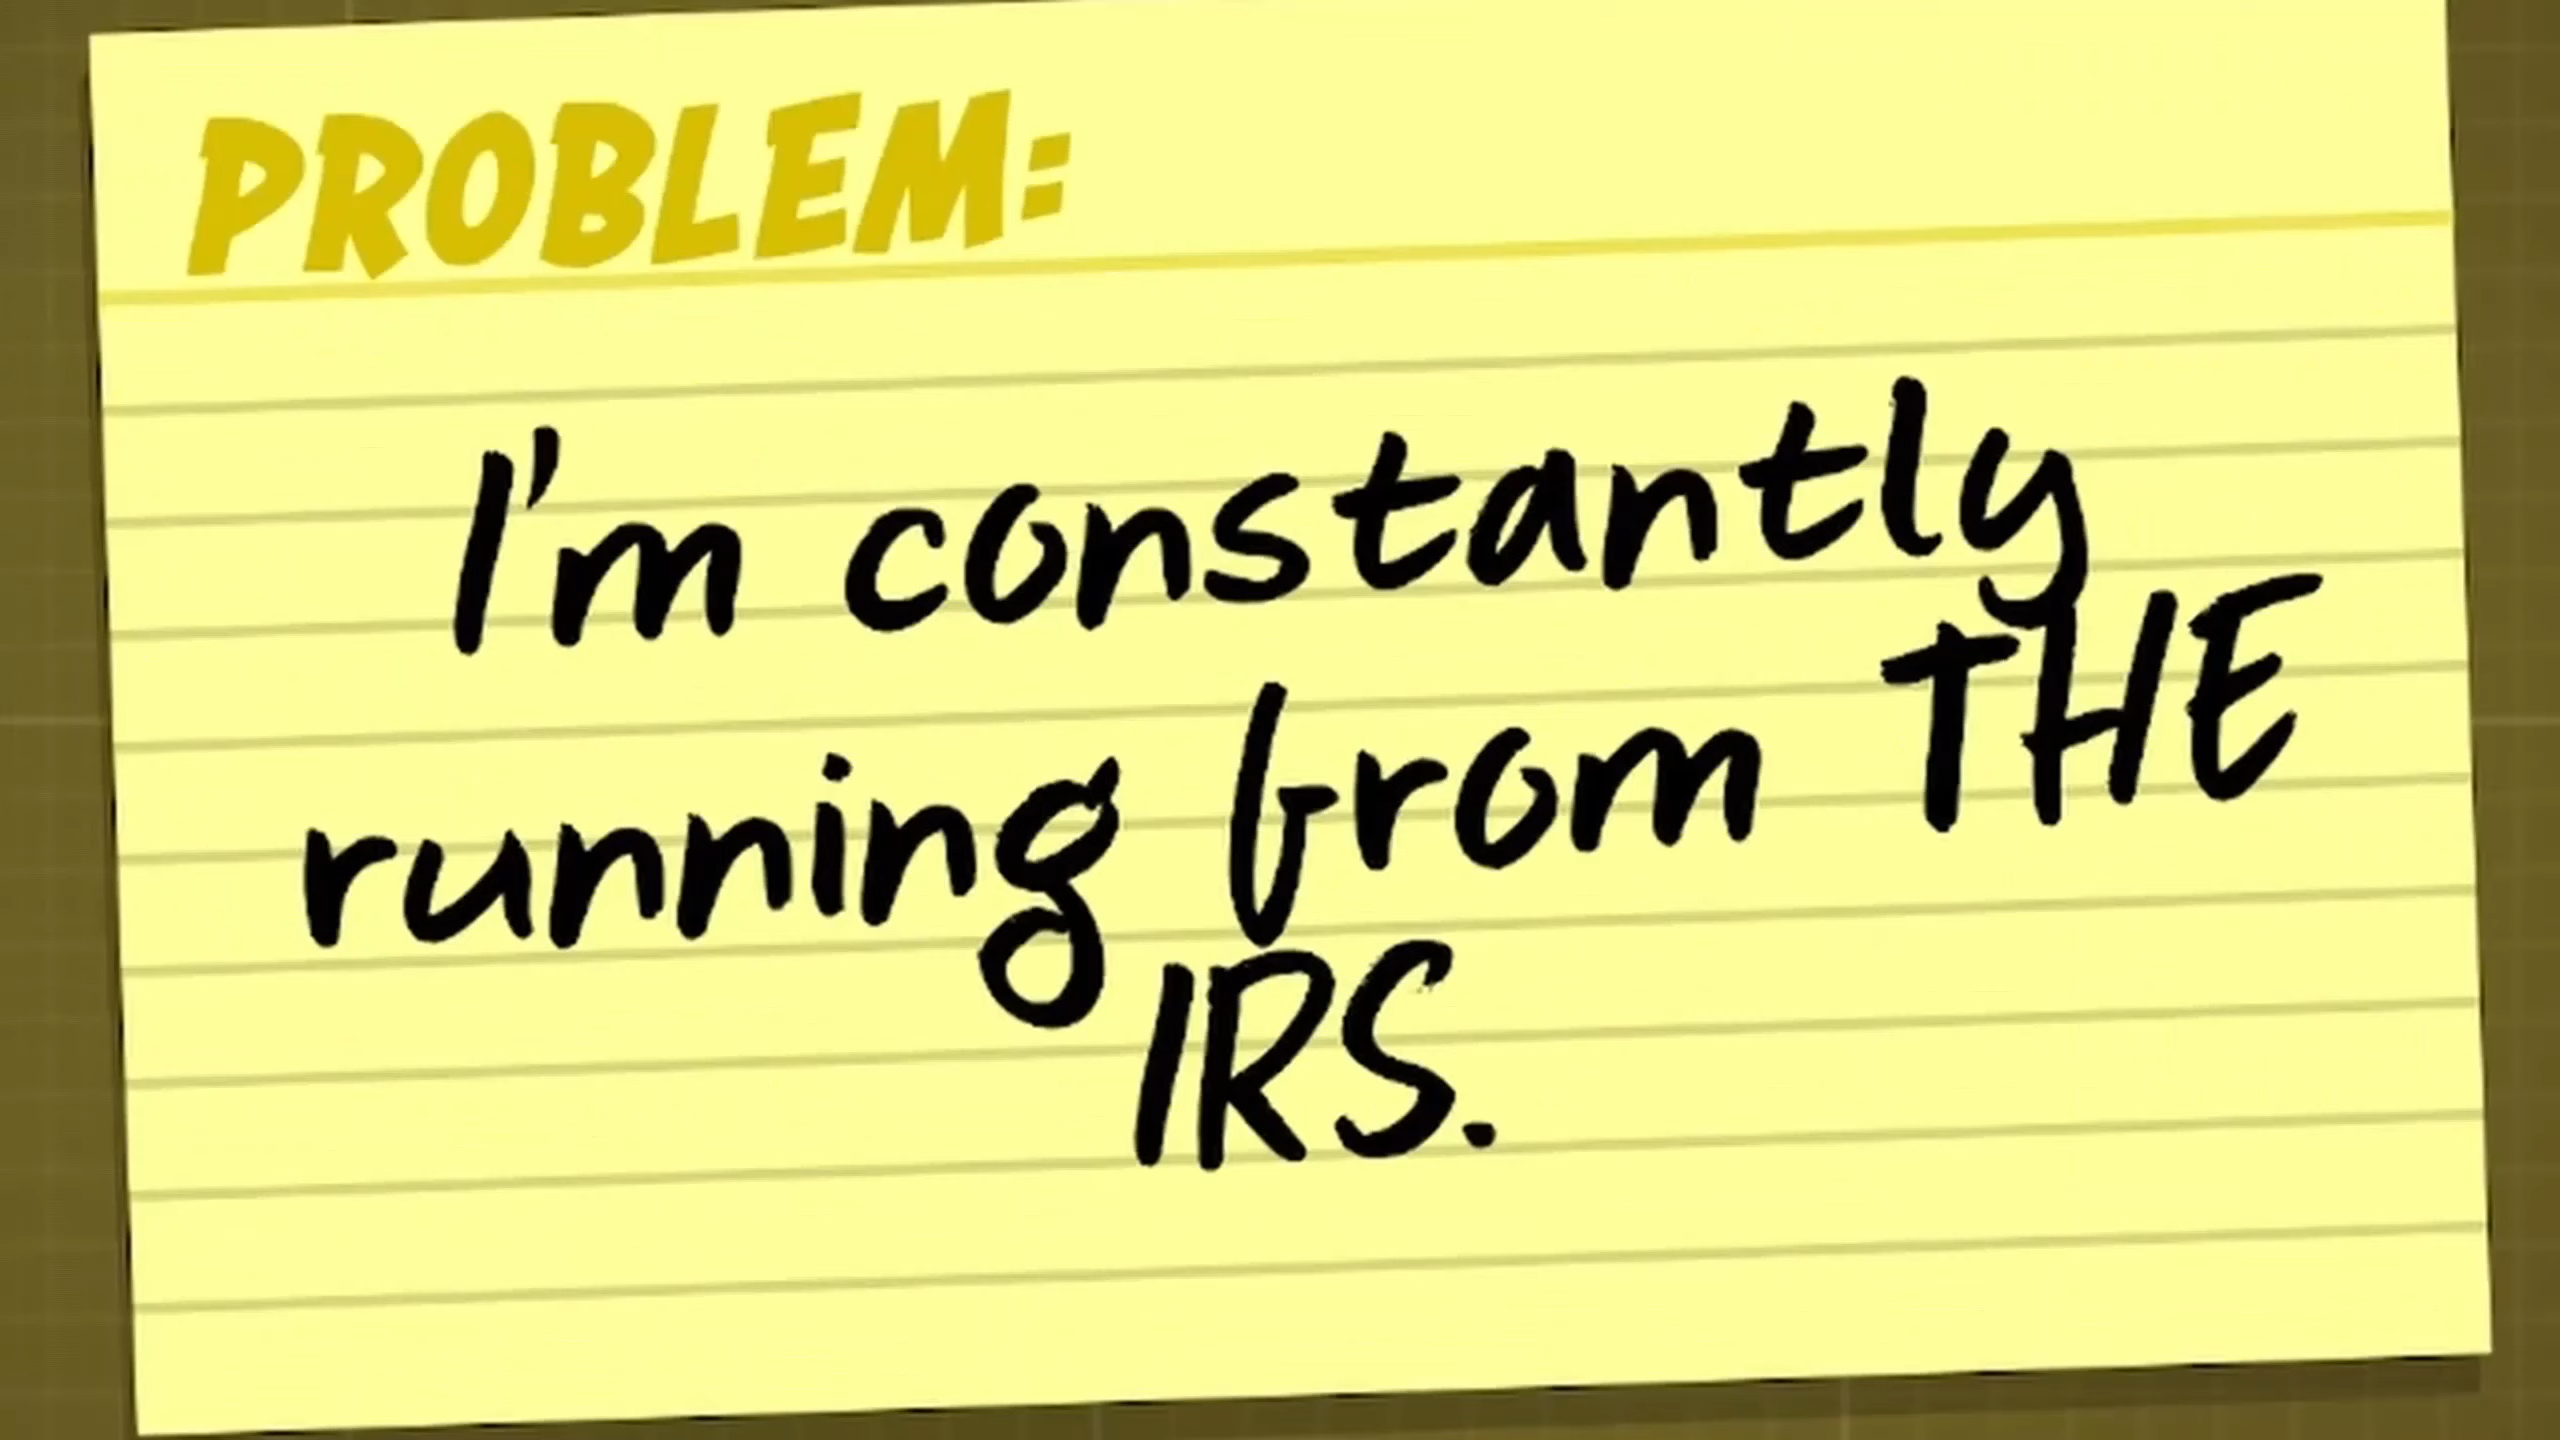 PROBLEM:
I'm constantly
running from THE
IRS.